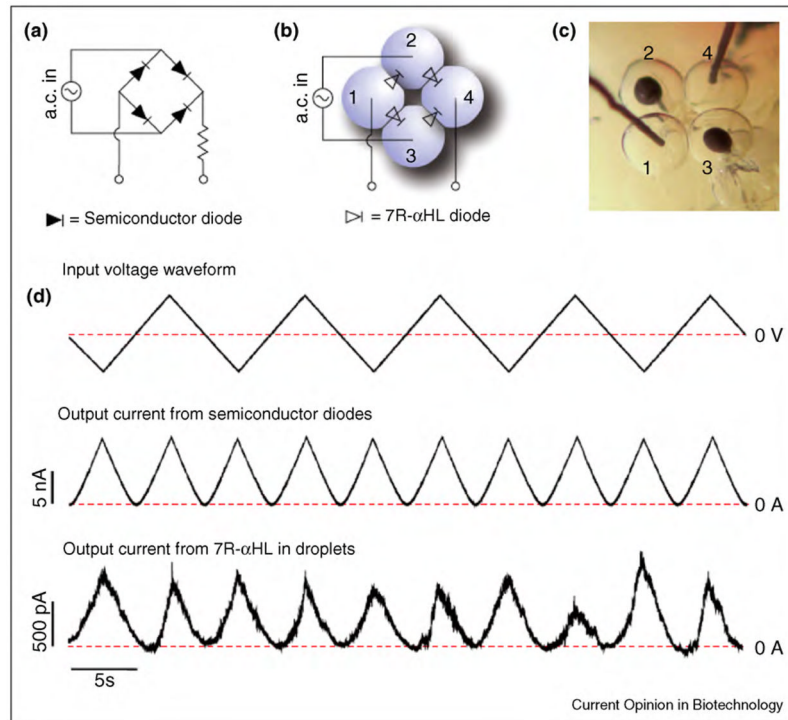 (a)
(b)
(c)
a.c. in
a.c. in
2
1
4
3
2
4
1
3
= Semiconductor diode
= 7R-αHL diode
Input voltage waveform
(d)
0 V
Output current from semiconductor diodes
5 nA
0 A
Output current from 7R-αHL in droplets
500 pA
0 A
5s
Current Opinion in Biotechnology